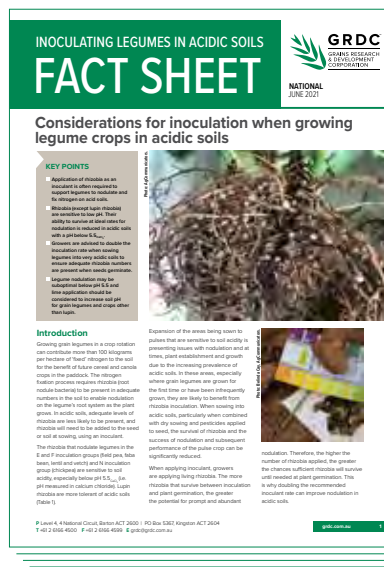 INOCULATING LEGUMES IN ACIDIC SOILS
FACT SHEET
GRDC
GRAINS RESEARCH
& DEVELOPMENT
CORPORATION
NATIONAL
JUNE 2021
Considerations for inoculation when growing
legume crops in acidic soils
KEY POINTS
Application of rhizobia as an
inoculant is often required to
support legumes to nodulate and
fix nitrogen on acid soils.
Rhizobia (except lupin rhizobia)
are sensitive to low pH. Their
ability to survive at ideal rates for
nodulation is reduced in acidic soils
with a pH below 5.5
Growers are advised to double the
inoculation rate when sowing
legumes into very acidic soils to
ensure adequate rhizobia numbers
are present when seeds germinate.
Legume nodulation may be
suboptimal below pH 5.5 and
lime application should be
considered to increase soil pH
for grain legumes and crops other
than lupin.
Introduction
Growing grain legumes in a crop rotation
can contribute more than 100 kilograms
per hectare of 'fixed' nitrogen to the soil
for the benefit of future cereal and canola
crops in the paddock. The nitrogen
fixation process requires rhizobia (root
nodule bacteria) to be present in adequate
numbers in the soil to enable nodulation
on the legume's root system as the plant
grows. In acidic soils, adequate levels of
rhizobia are less likely to be present, and
rhizobia will need to be added to the seed
or soil at sowing, using an inoculant.
The rhizobia that nodulate legumes in the
E and F inoculation groups (field pea, faba
bean, lentil and vetch) and N inoculation
group (chickpea) are sensitive to soil
acidity, especially below pH 5.5 (i.e.
pH measured in calcium chloride). Lupin
rhizobia are more tolerant of acidic soils
(Table 1).
Expansion of the areas being sown to
pulses that are sensitive to soil acidity is
presenting issues with nodulation and at
times, plant establishment and growth
due to the increasing prevalence of
acidic soils. In these areas, especially
where grain legumes are grown for
the first time or have been infrequently
grown, they are likely to benefit from
rhizobia inoculation. When sowing into
acidic soils, particularly when combined
with dry sowing and pesticides applied
to seed, the survival of rhizobia and the
success of nodulation and subsequent
performance of the pulse crop can be
significantly reduced.
When applying inoculant, growers
are applying living rhizobia. The more
rhizobia that survive between inoculation
and plant germination, the greater
the potential for prompt and abundant
nodulation. Therefore, the higher the
number of rhizobia applied, the greater
the chances sufficient rhizobia will survive
until needed at plant germination. This
is why doubling the recommended
inoculant rate can improve nodulation in
acidic soils.
P Level 4, 4 National Circuit, Barton ACT 2600 | PO Box 5367, Kingston ACT 2604
T +61 2 6166 4500 F +61 2 6166 4599 E grdc@grdc.com.au
grdc.com.au 1